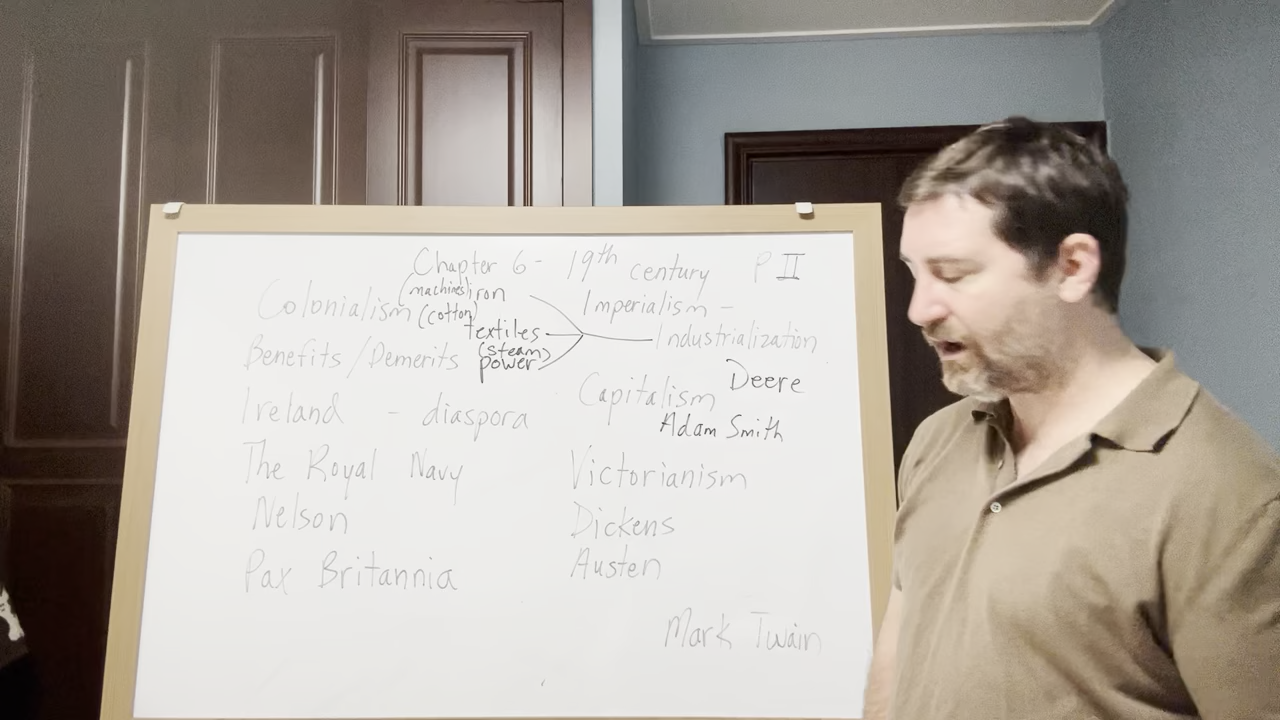 Chapter 6 - 19th century P II
Colonialism
(machines) iron
(cotton)
textiles
(steam)
power
Benefits / Demerits
Ireland - diaspora
The Royal Navy
Nelson
Pax Britannia
Imperialism -
Industrialization
Deere
Capitalism
Adam Smith
Victorianism
Dickens
Austen
Mark Twain